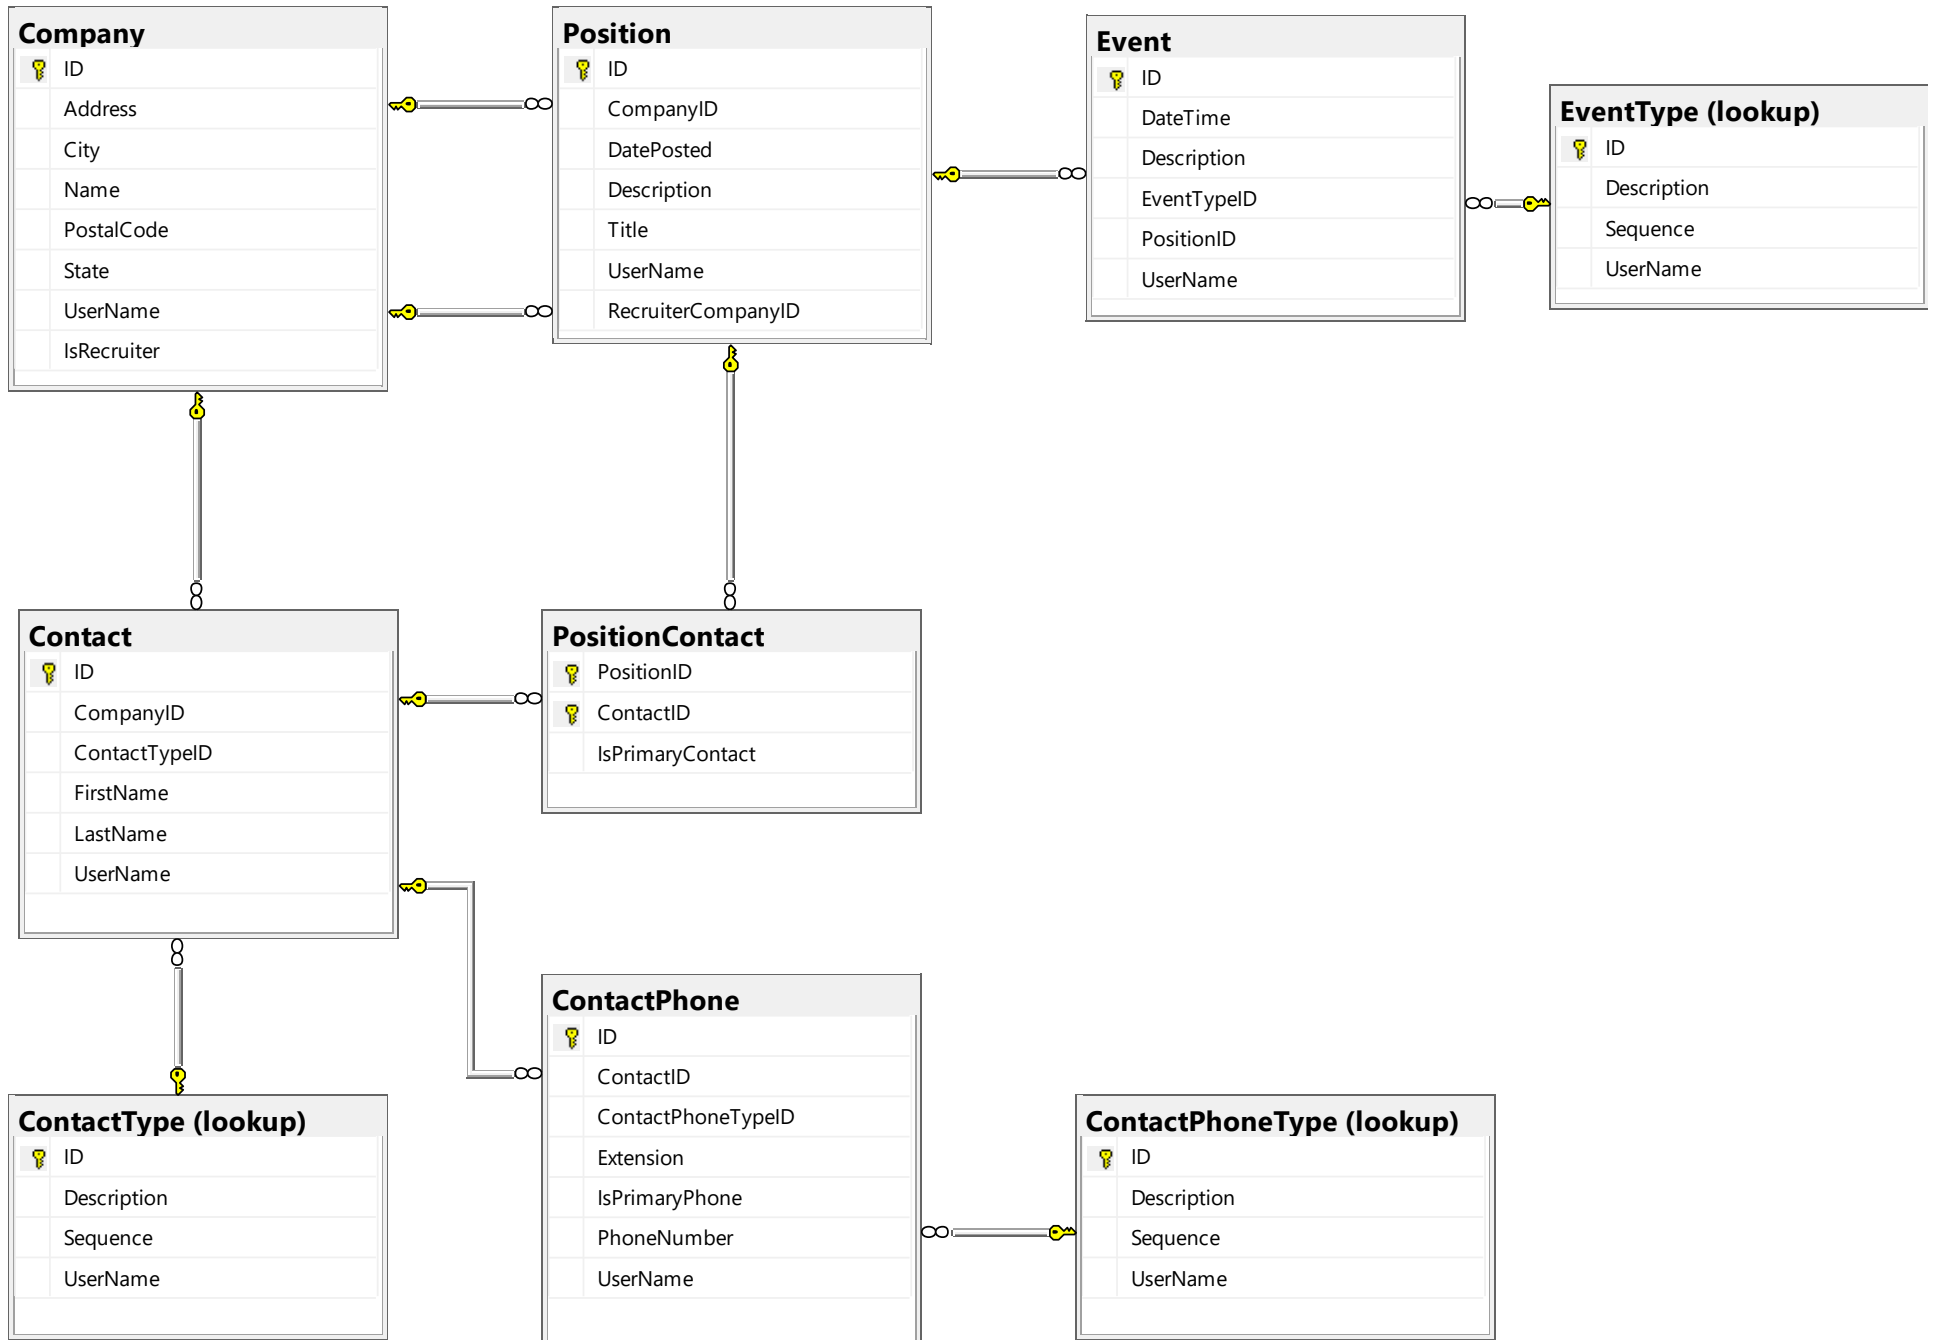 Company
ID
Address
City
Name
PostalCode
State
UserName
IsRecruiter
Position
ID
CompanyID
DatePosted
Description
Title
UserName
RecruiterCompanyID
Event
ID
DateTime
Description
EventTypeID
PositionID
UserName
EventType (lookup)
ID
Description
Sequence
UserName
Contact
ID
CompanyID
ContactTypeID
FirstName
LastName
UserName
PositionContact
PositionID
ContactID
IsPrimaryContact
ContactType (lookup)
ID
Description
Sequence
UserName
ContactPhone
ID
ContactID
ContactPhoneTypeID
Extension
IsPrimaryPhone
PhoneNumber
UserName
ContactPhoneType (lookup)
ID
Description
Sequence
UserName